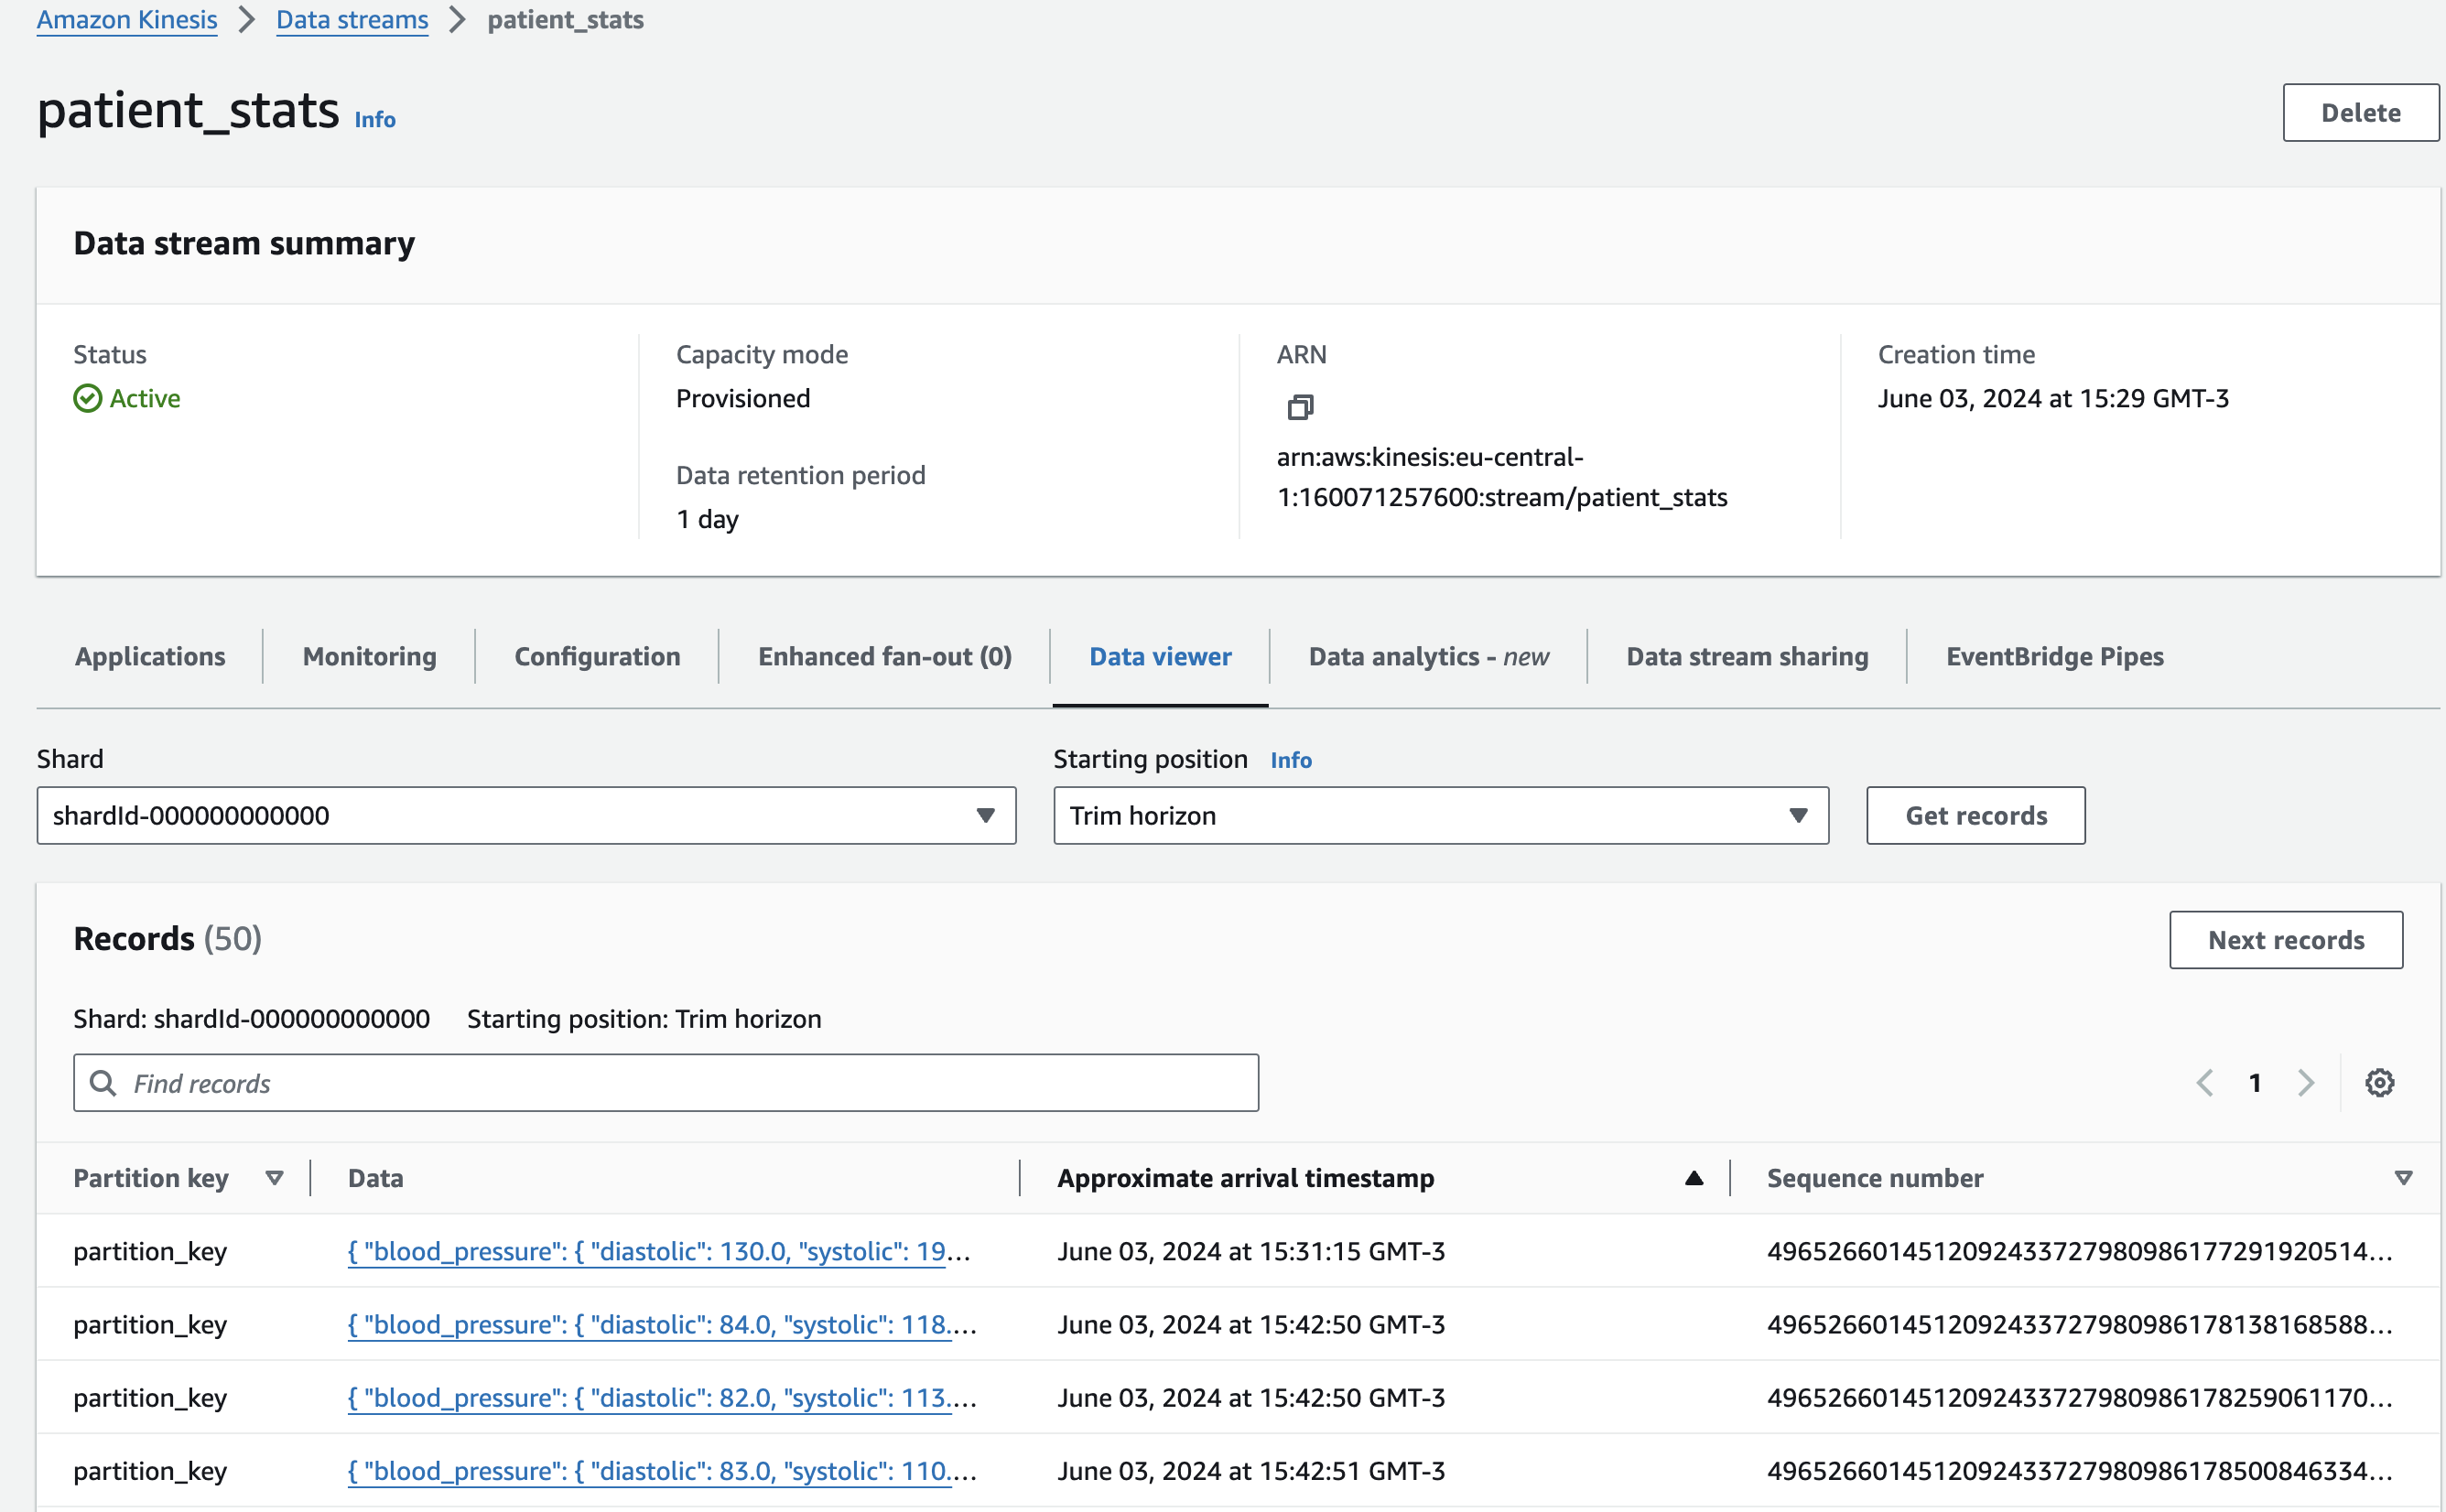 Amazon Kinesis > Data streams > patient_stats
patient_stats Info
Delete
Data stream summary
Status
Active
Capacity mode
Provisioned
Data retention period
1 day
ARN
arn:aws:kinesis:eu-central-
1:160071257600:stream/patient_stats
Creation time
June 03, 2024 at 15:29 GMT-3
Applications Monitoring Configuration Enhanced fan-out (0) Data viewer Data analytics - new Data stream sharing EventBridge Pipes
Shard
shardId-000000000000
Starting position Info
Trim horizon
Get records
Records (50)
Next records
Shard: shardId-000000000000 Starting position: Trim horizon
Find records
1
Partition key Data Approximate arrival timestamp Sequence number
partition_key { "blood_pressure": { "diastolic": 130.0, "systolic": 19... June 03, 2024 at 15:31:15 GMT-3 49652660145120924337279809861772919205​14...
partition_key { "blood_pressure": { "diastolic": 84.0, "systolic": 118.... June 03, 2024 at 15:42:50 GMT-3 4965266014512092433727980986178138168588...
partition_key { "blood_pressure": { "diastolic": 82.0, "systolic": 113.... June 03, 2024 at 15:42:50 GMT-3 4965266014512092433727980986178259061170...
partition_key { "blood_pressure": { "diastolic": 83.0, "systolic": 110.... June 03, 2024 at 15:42:51 GMT-3 4965266014512092433727980986178500846334...